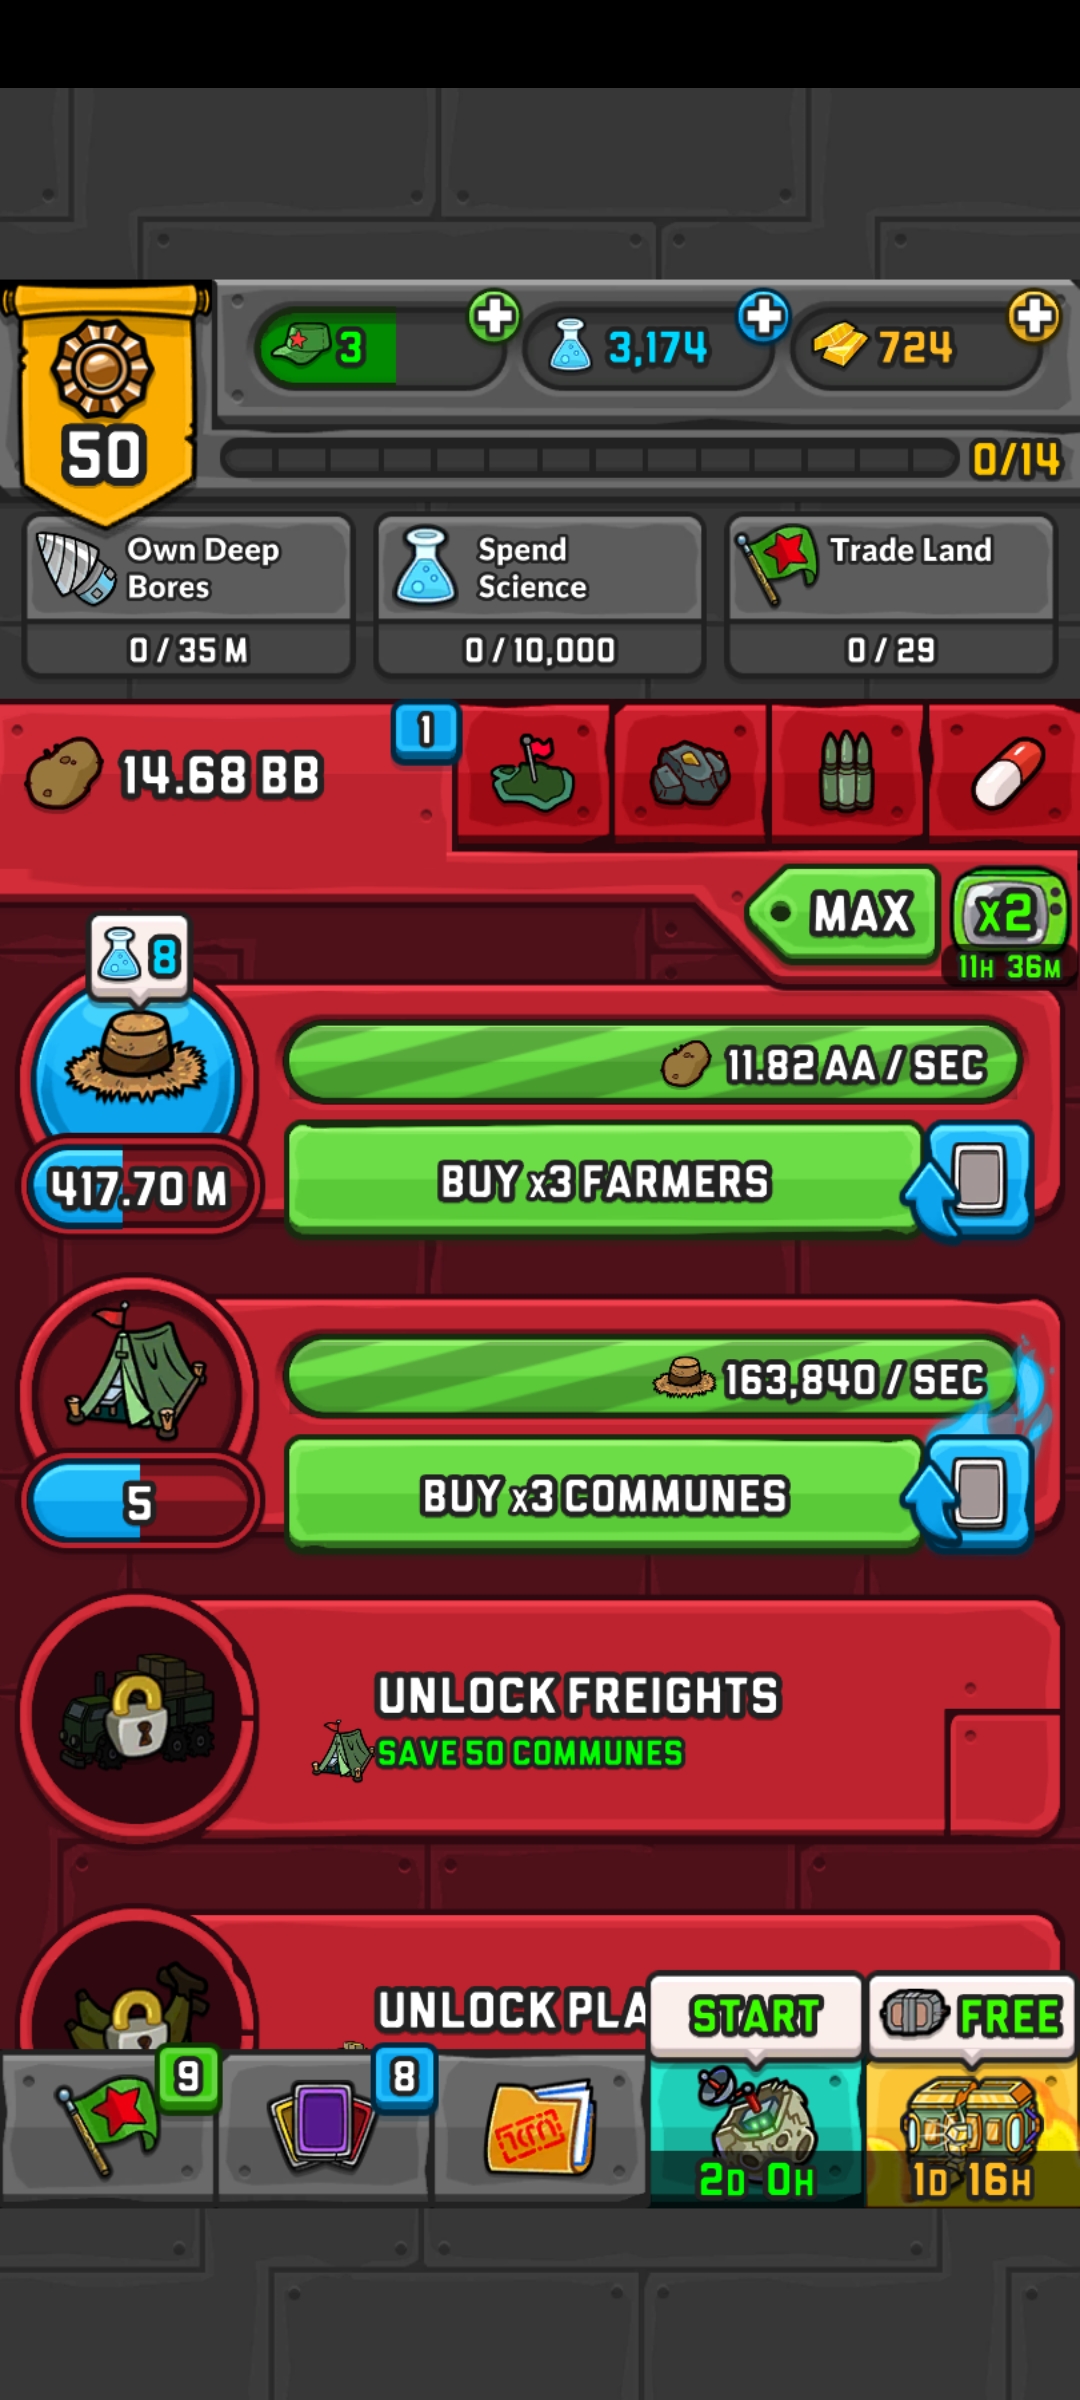 50
3
3,174
724
0/14
Own Deep
Bores
0 / 35 M
Spend
Science
0 / 10,000
Trade Land
0 / 29
14.68 BB
1
MAX
x2
11H 36M
8
11.82 AA / SEC
417.70 M
BUY x3 FARMERS
163,840 / SEC
5
BUY x3 COMMUNES
UNLOCK FREIGHTS
SAVE 50 COMMUNES
UNLOCK PLA
START
FREE
9
8
2D 0H
1D 16H